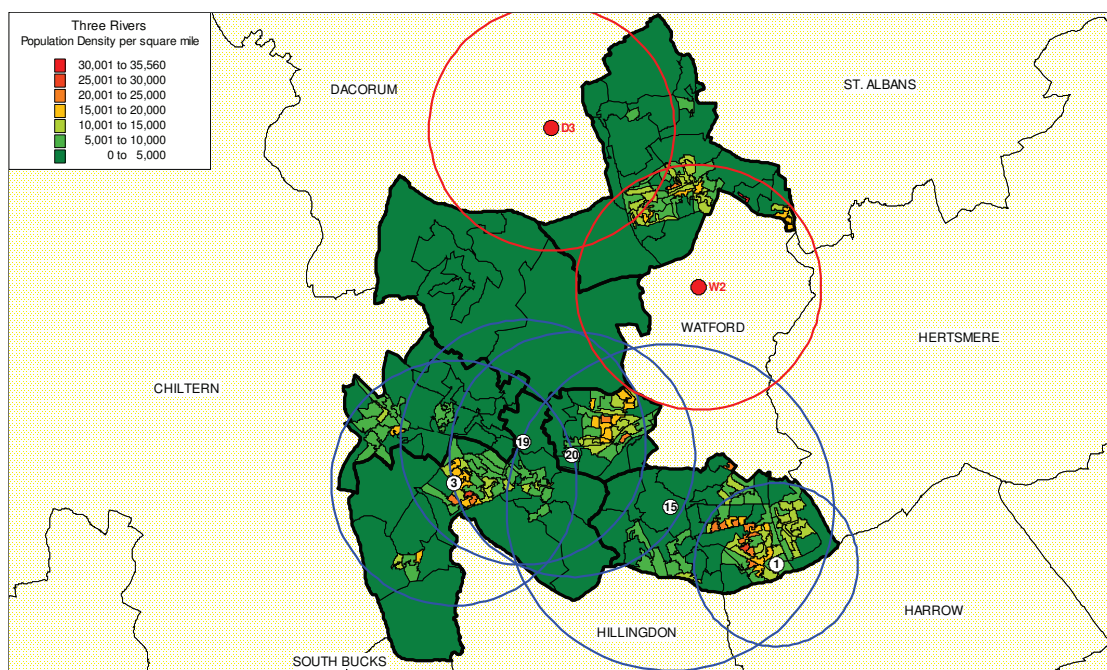 Three Rivers
Population Density per square mile
30,001 to 35,560
25,001 to 30,000
20,001 to 25,000
15,001 to 20,000
10,001 to 15,000
5,001 to 10,000
0 to 5,000
DACORUM
ST. ALBANS
D3
W2
WATFORD
HERTSMERE
CHILTERN
19
20
3
15
1
HARROW
HILLINGDON
SOUTH BUCKS